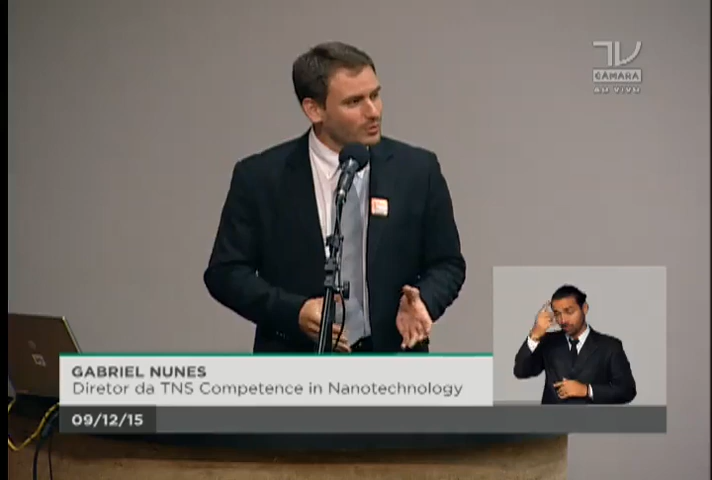 TV
CÂMARA
AO VIVO
GABRIEL NUNES
Diretor da TNS Competence in Nanotechnology
09/12/15